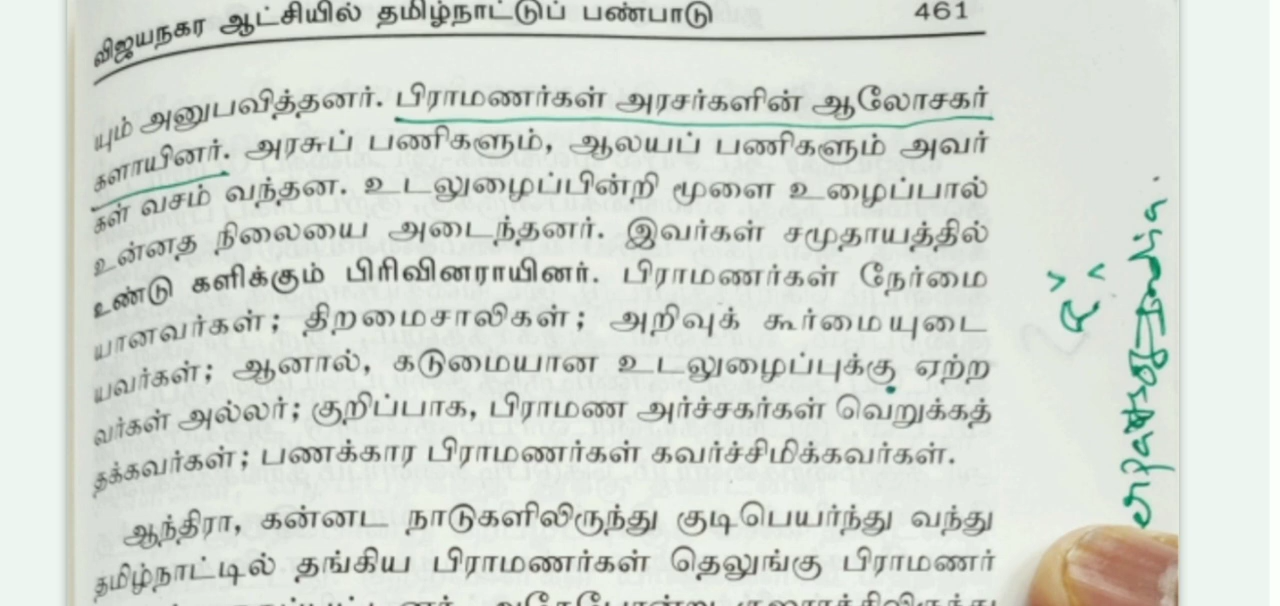 விஜயநகர ஆட்சியில் தமிழ்நாட்டுப் பண்பாடு 461
யும் அனுபவித்தனர். பிராமணர்கள் அரசர்களின் ஆலோசகர்
களாயினர். அரசுப் பணிகளும், ஆலயப் பணிகளும் அவர்
கள் வசம் வந்தன. உடலுழைப்பின்றி மூளை உழைப்பால்
உன்னத நிலையை அடைந்தனர். இவர்கள் சமுதாயத்தில்
உண்டு களிக்கும் பிரிவினராயினர். பிராமணர்கள் நேர்மை
யானவர்கள்; திறமைசாலிகள்; அறிவுக் கூர்மையுடை
யவர்கள்; ஆனால், கடுமையான உடலுழைப்புக்கு ஏற்ற
வர்கள் அல்லர்; குறிப்பாக, பிராமண அர்ச்சகர்கள் வெறுக்கத்
தக்கவர்கள்; பணக்கார பிராமணர்கள் கவர்ச்சிமிக்கவர்கள்.
ஆந்திரா, கன்னட நாடுகளிலிருந்து குடிபெயர்ந்து வந்து
தமிழ்நாட்டில் தங்கிய பிராமணர்கள் தெலுங்கு பிராமணர்